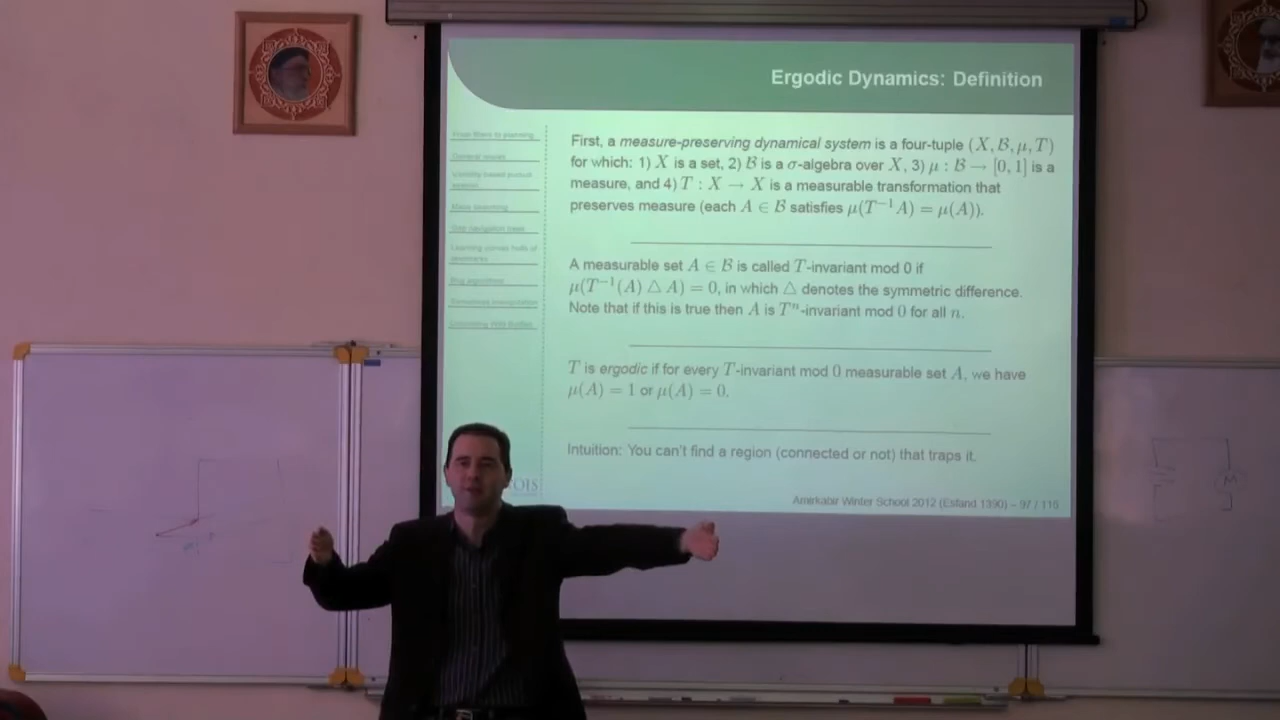 Ergodic Dynamics: Definition
First, a measure-preserving dynamical system is a four-tuple (X, B, μ, T)
for which: 1) X is a set, 2) B is a σ-algebra over X, 3) μ : B → [0, 1] is a
measure, and 4) T : X → X is a measurable transformation that
preserves measure (each A ∈ B satisfies μ(T⁻¹A) = μ(A)).
A measurable set A ∈ B is called T-invariant mod 0 if
μ(T⁻¹(A) △ A) = 0, in which △ denotes the symmetric difference.
Note that if this is true then A is Tⁿ-invariant mod 0 for all n.
T is ergodic if for every T-invariant mod 0 measurable set A, we have
μ(A) = 1 or μ(A) = 0.
Intuition: You can't find a region (connected or not) that traps it.
OIS
Amirkabir Winter School 2012 (Esfand 1390) – 97 / 110
M